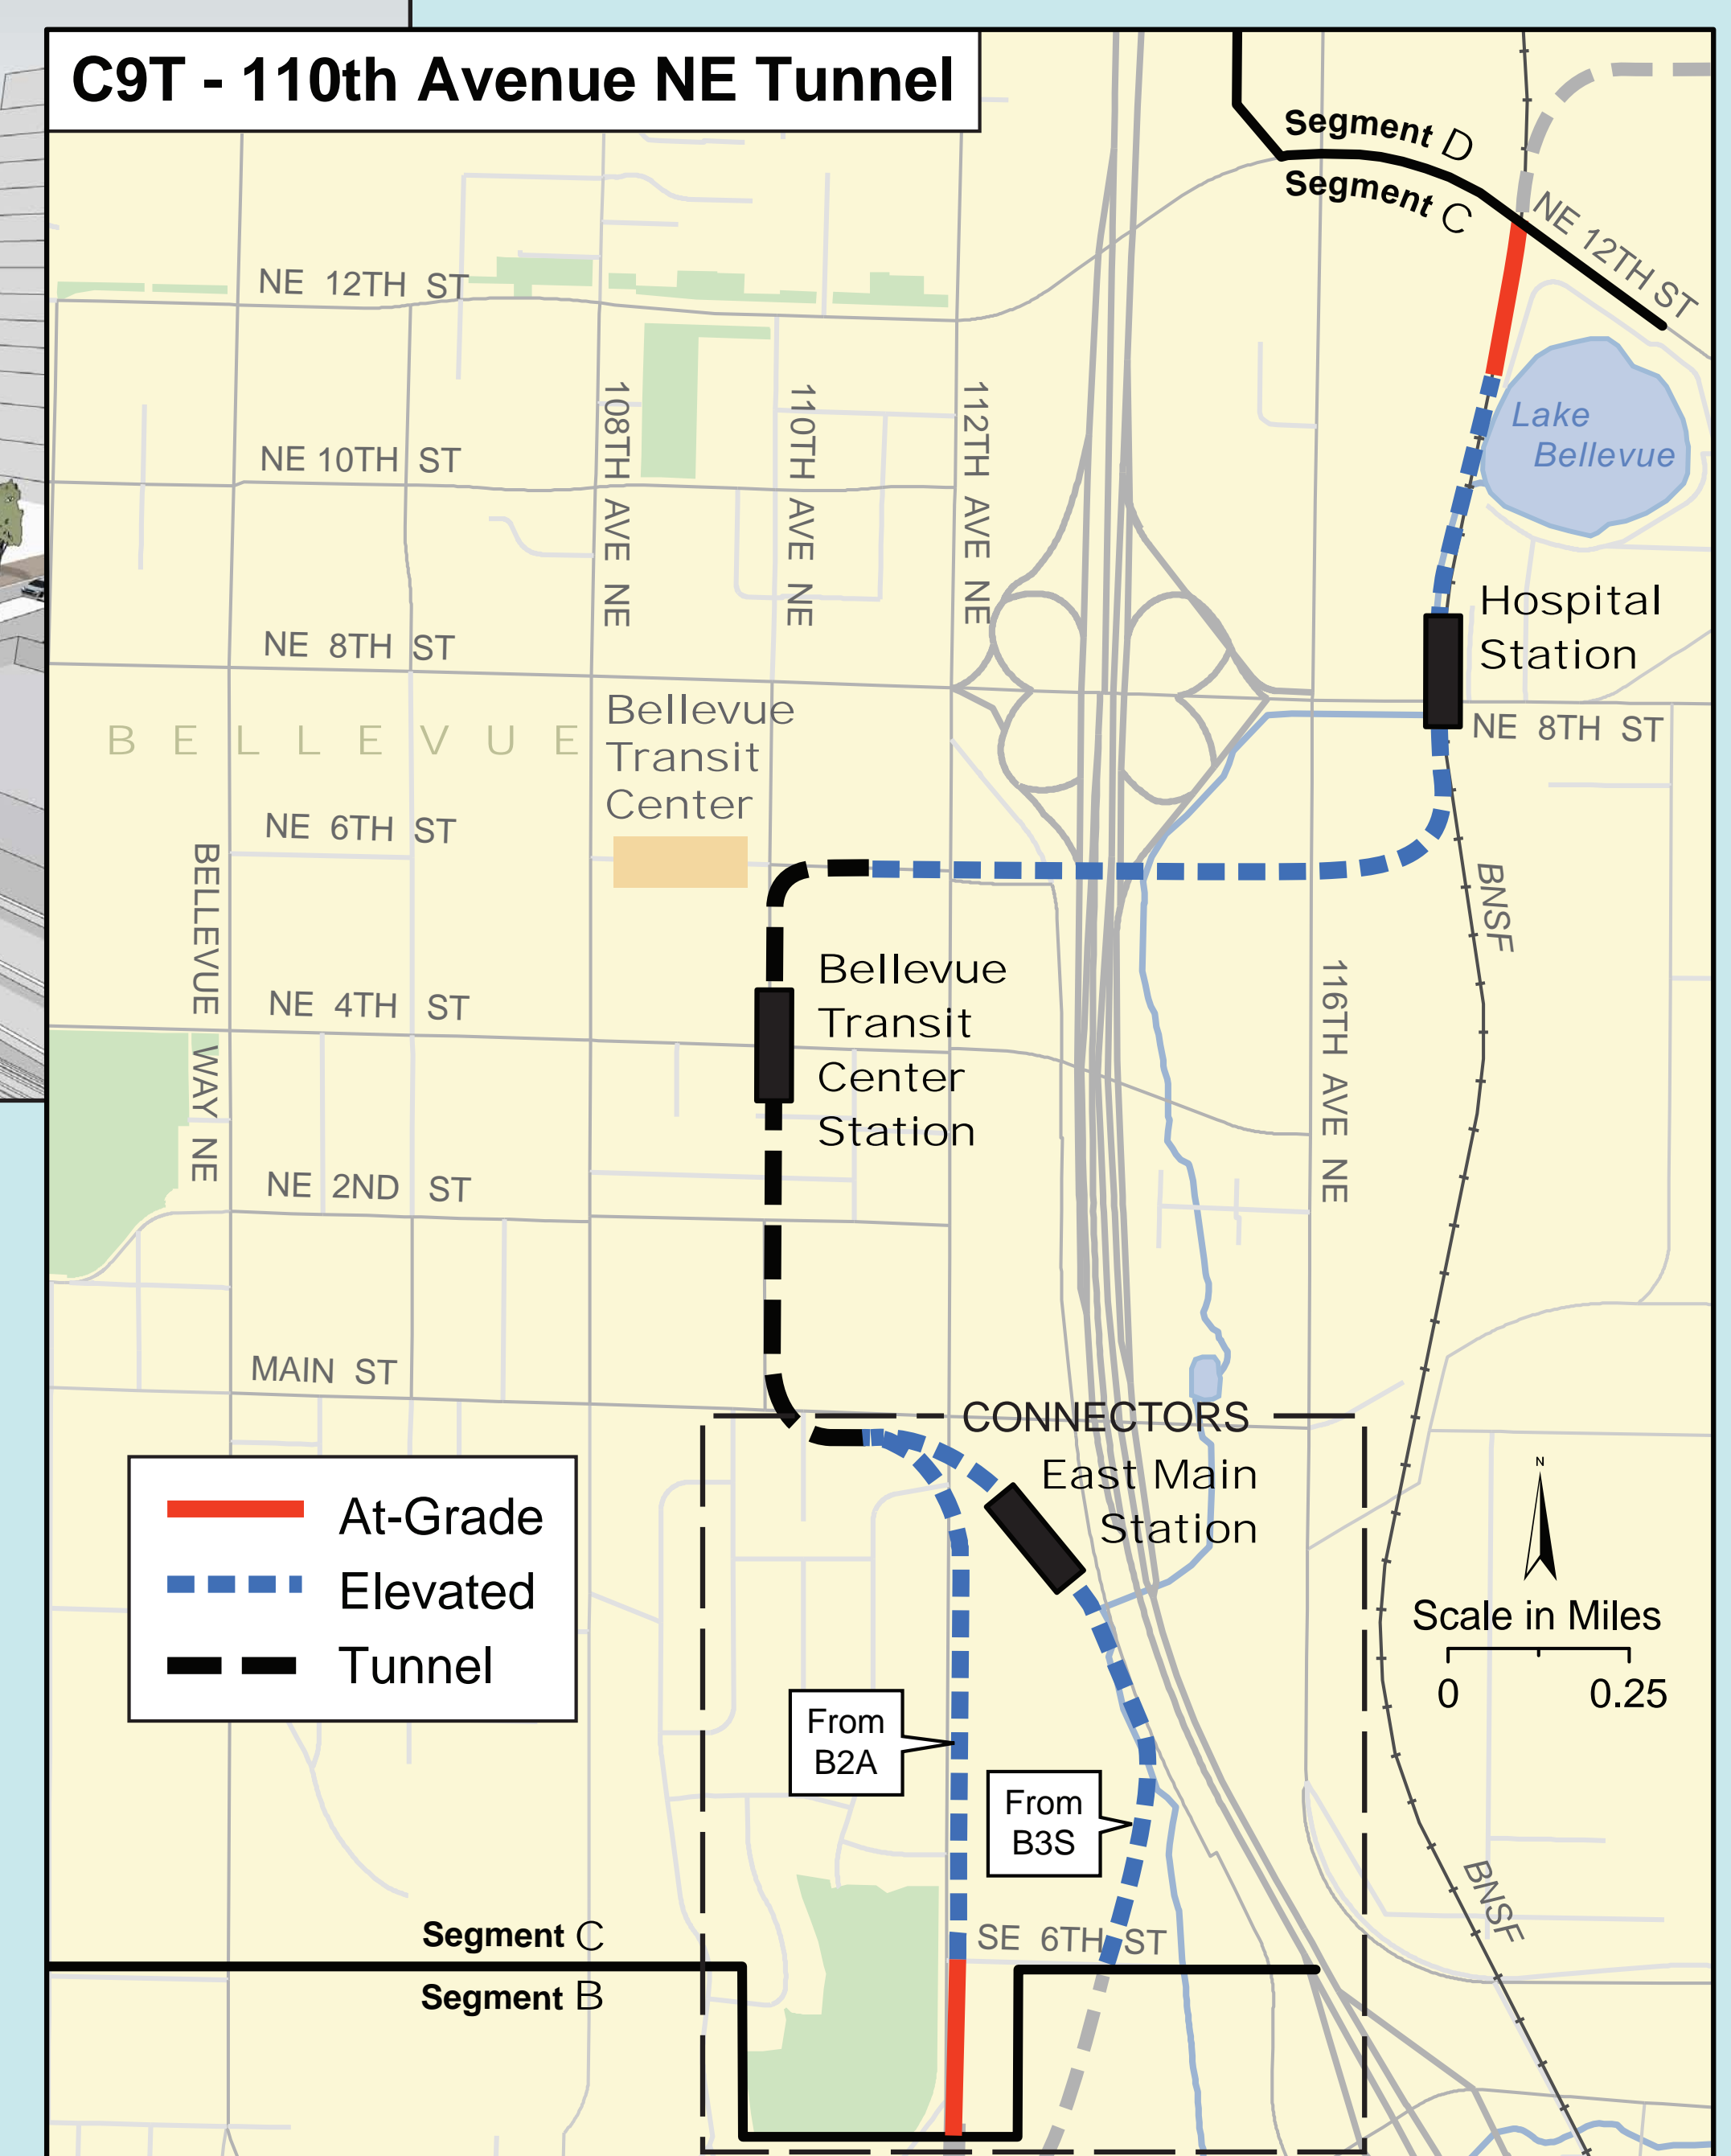 C9T - 110th Avenue NE Tunnel
Segment D
Segment C
NE 12TH ST
NE 12TH ST
Lake
Bellevue
108TH AVE NE
110TH AVE NE
112TH AVE NE
NE 10TH ST
Hospital
Station
NE 8TH ST
NE 8TH ST
Bellevue
Transit
Center
BELLEVUE
NE 6TH ST
BELLEVUE WAY NE
BNSF
Bellevue
Transit
Center
Station
116TH AVE NE
NE 4TH ST
NE 2ND ST
MAIN ST
CONNECTORS
East Main
Station
At-Grade
Elevated
Tunnel
N
Scale in Miles
0 0.25
From
B2A
From
B3S
BNSF
Segment C
SE 6TH ST
Segment B